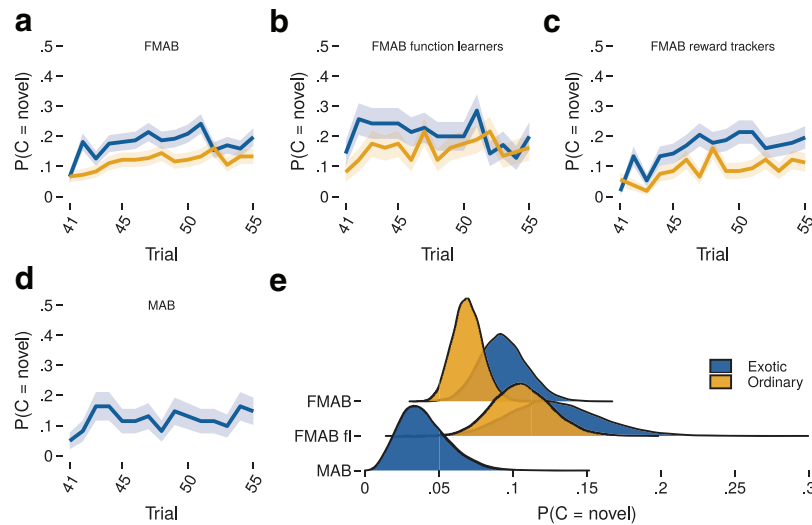 a
FMAB
P(C = novel)
.5
.4
.3
.2
.1
0
41
45
50
55
Trial
b
FMAB function learners
P(C = novel)
.5
.4
.3
.2
.1
0
41
45
50
55
Trial
c
FMAB reward trackers
P(C = novel)
.5
.4
.3
.2
.1
0
41
45
50
55
Trial
d
MAB
P(C = novel)
.5
.4
.3
.2
.1
0
41
45
50
55
Trial
e
Exotic
Ordinary
FMAB
FMAB fl
MAB
0 .05 .1 .15 .2 .25 .3
P(C = novel)